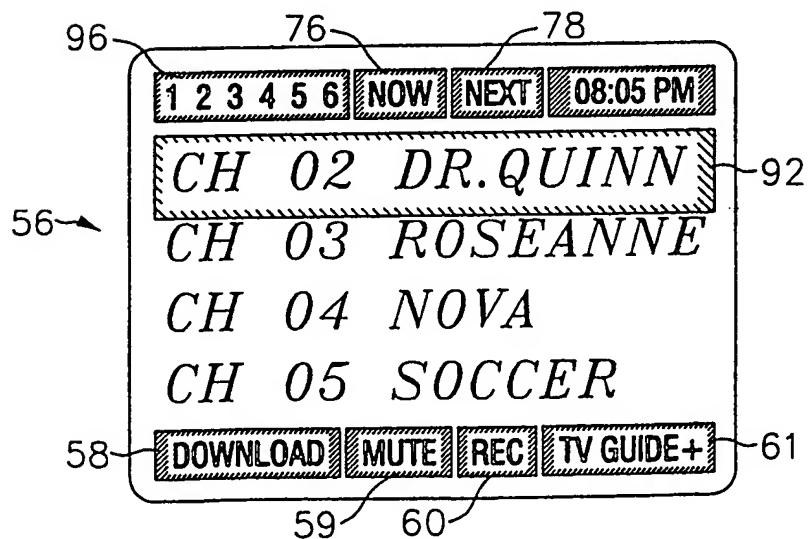 96 76 78
1 2 3 4 5 6 NOW NEXT 08:05 PM
CH 02 DR.QUINN 92
56
CH 03 ROSEANNE
CH 04 NOVA
CH 05 SOCCER
58 DOWNLOAD MUTE REC TV GUIDE+ 61
59 60